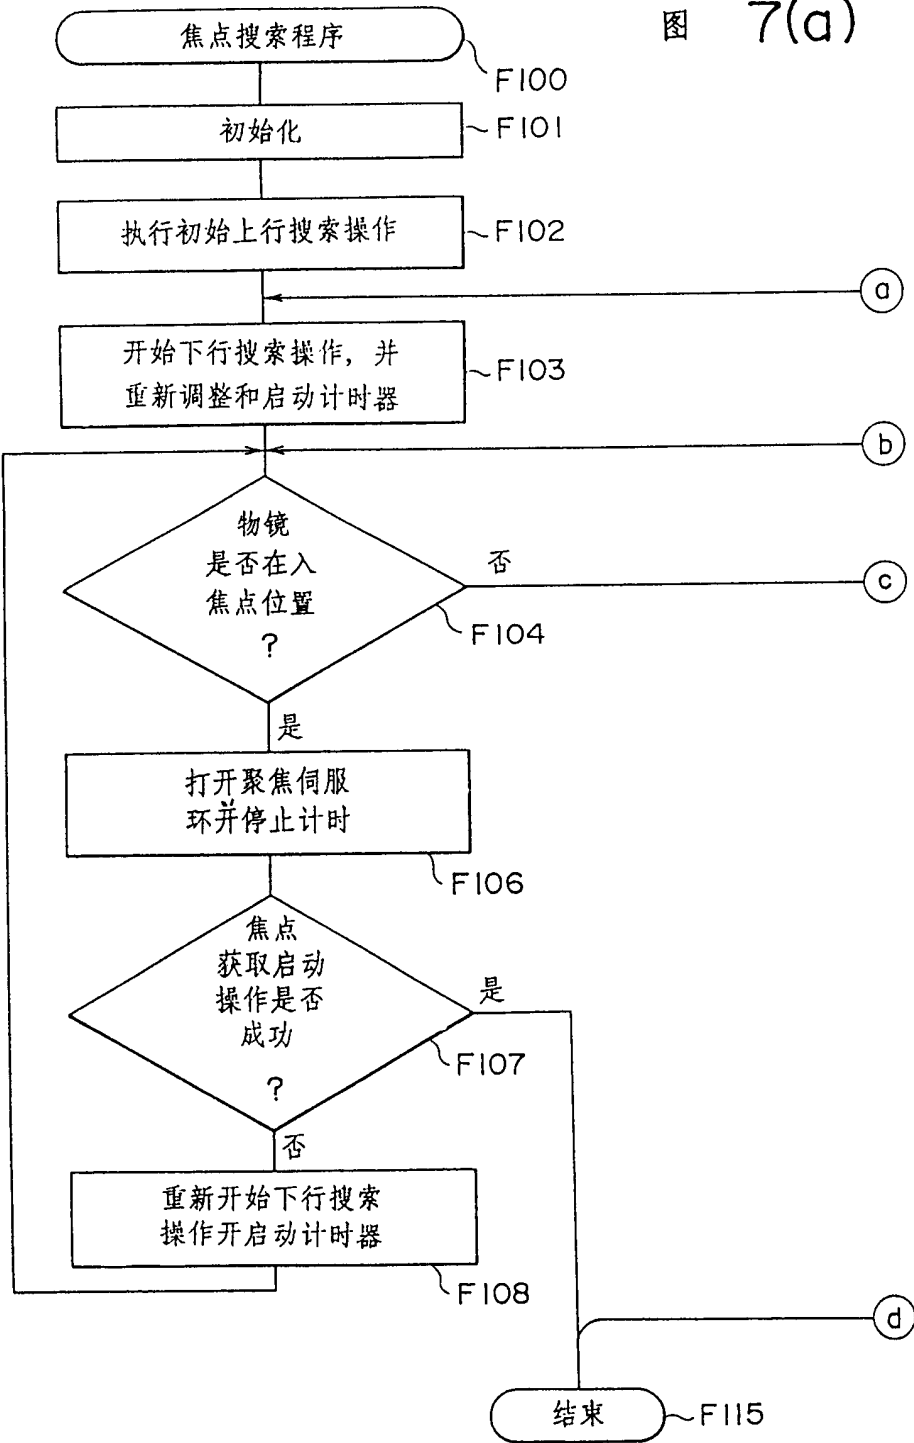 图 7(a)
焦点搜索程序
F100
初始化
F101
执行初始上行搜索操作
F102
a
开始下行搜索操作，并
重新调整和启动计时器
F103
b
物镜
是否在入
焦点位置
?
否
c
F104
是
打开聚焦伺服
环并停止计时
F106
焦点
获取启动
操作是否
成功
?
是
F107
否
重新开始下行搜索
操作开启动计时器
F108
d
结束
F115